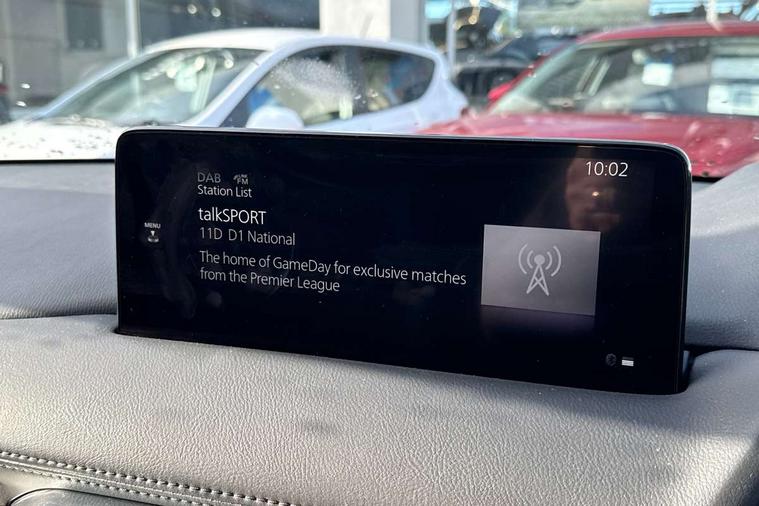 DAB FM
Station List
10:02
talkSPORT
11D D1 National
MENU
The home of GameDay for exclusive matches
from the Premier League